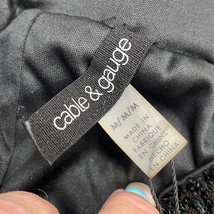 cable & gauge
M/M/M
MADE IN
CHINA
FABRIQUÉ
EN CHINE
HECHO
EN CHINA